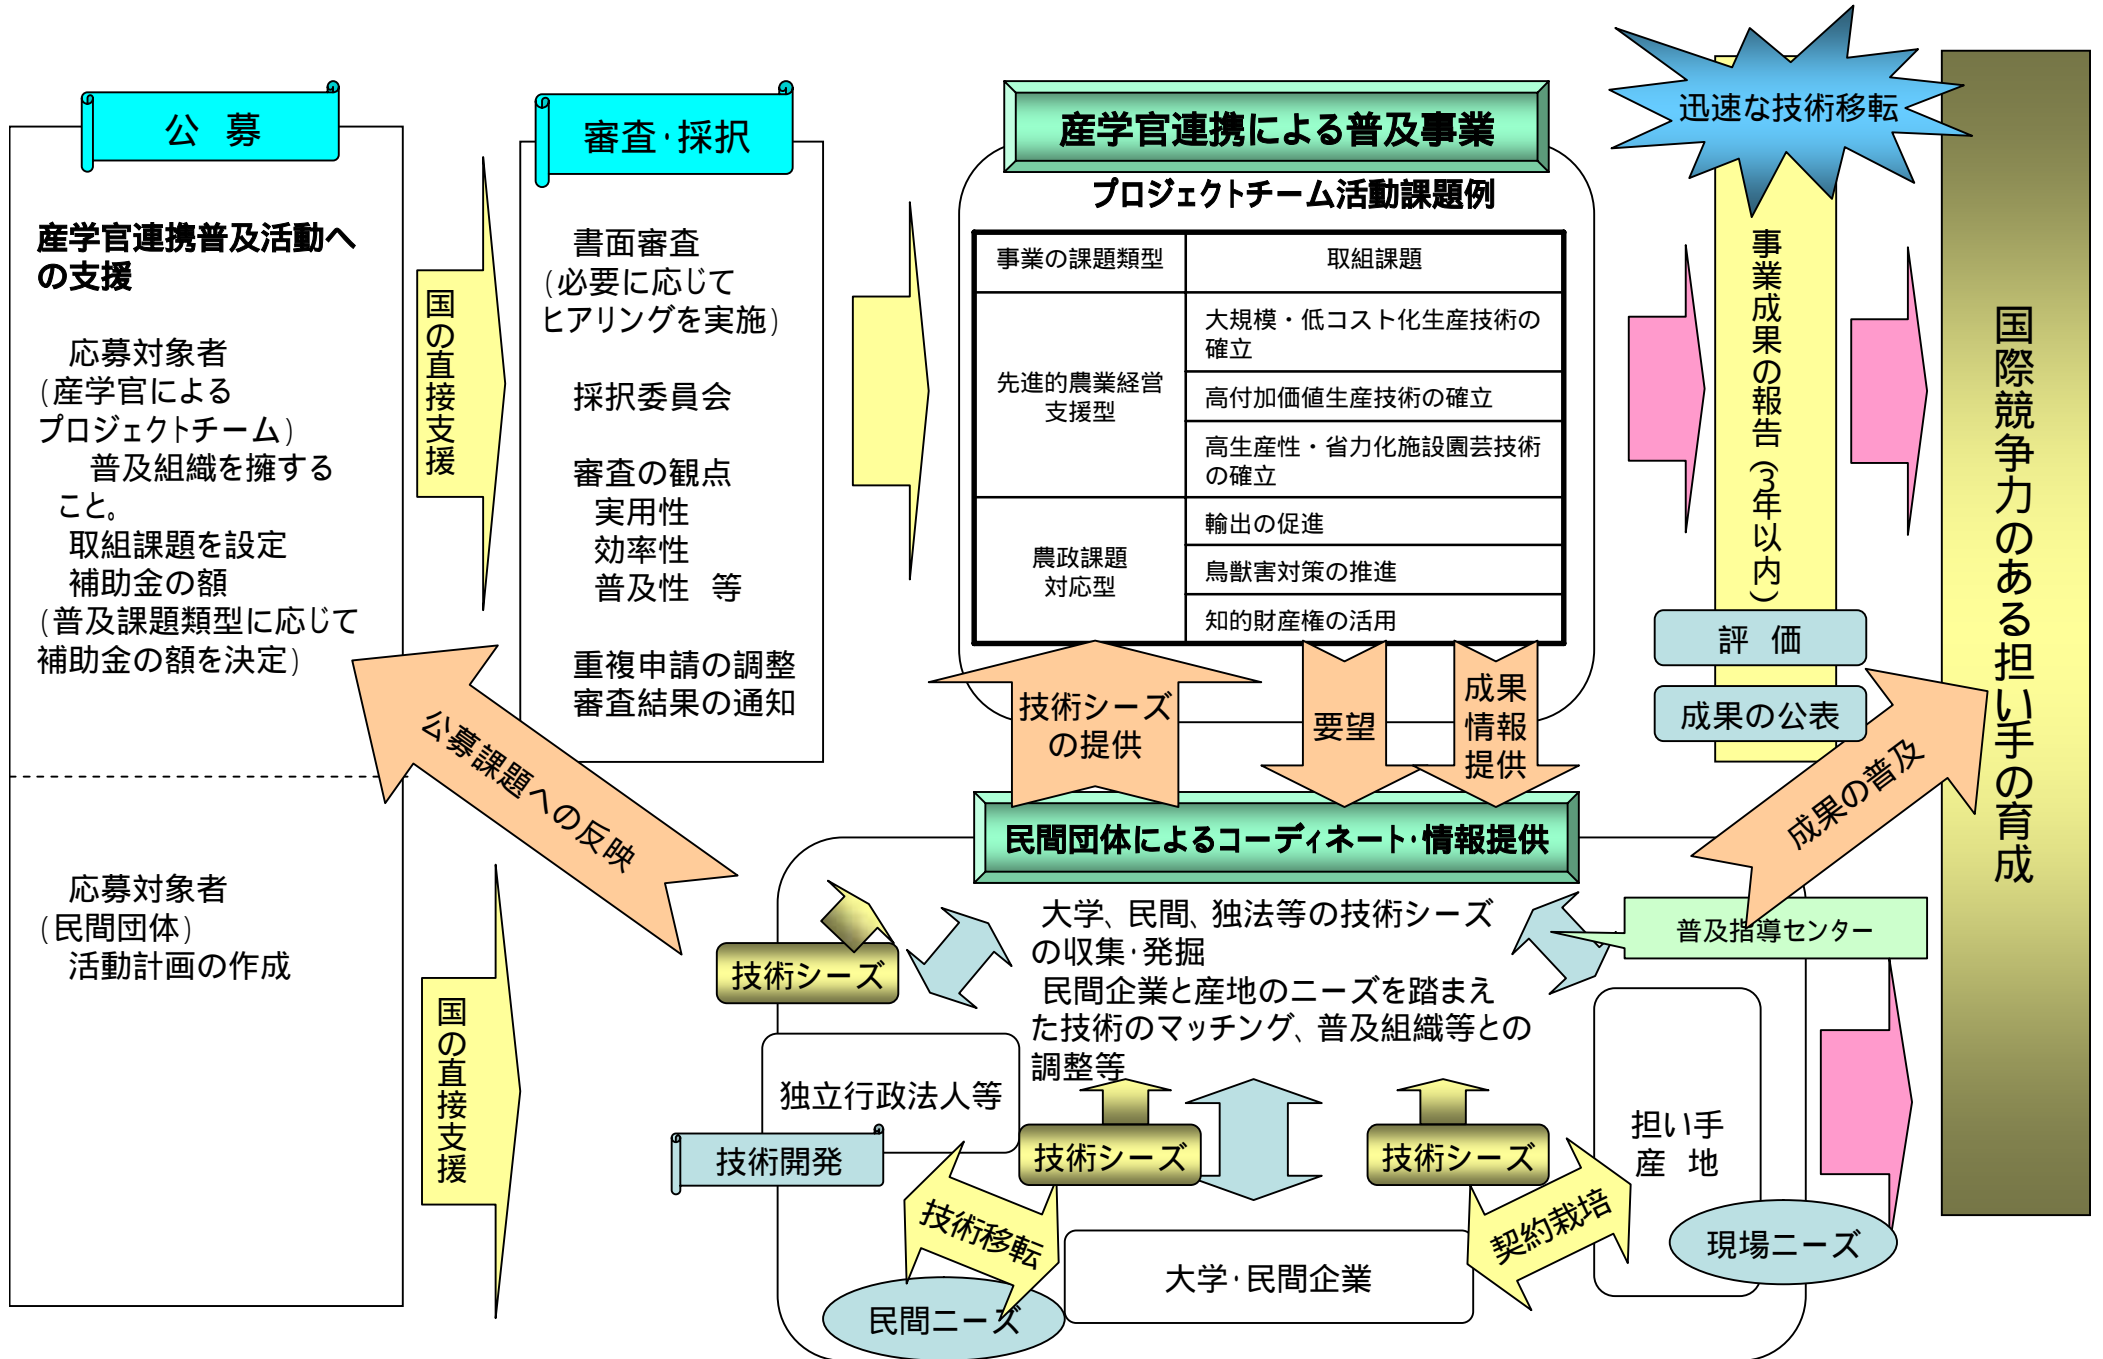 公 募
産学官連携普及活動へ
の支援
応募対象者
(産学官による
プロジェクトチーム)
普及組織を擁する
こと。
取組課題を設定
補助金の額
(普及課題類型に応じて
補助金の額を決定)
応募対象者
(民間団体)
活動計画の作成
国の直接支援
国の直接支援
公募課題への反映
審査・採択
書面審査
(必要に応じて
ヒアリングを実施)
採択委員会
審査の観点
実用性
効率性
普及性 等
重複申請の調整
審査結果の通知
産学官連携による普及事業
プロジェクトチーム活動課題例
事業の課題類型
取組課題
先進的農業経営
支援型
大規模・低コスト化生産技術の
確立
高付加価値生産技術の確立
高生産性・省力化施設園芸技術
の確立
農政課題
対応型
輸出の促進
鳥獣害対策の推進
知的財産権の活用
技術シーズ
の提供
要望
成果
情報
提供
民間団体によるコーディネート・情報提供
大学、民間、独法等の技術シーズ
の収集・発掘
民間企業と産地のニーズを踏まえ
た技術のマッチング、普及組織等との
調整等
技術シーズ
独立行政法人等
技術開発
技術シーズ
技術シーズ
技術移転
契約栽培
大学・民間企業
民間ニーズ
担い手
産 地
現場ニーズ
普及指導センター
成果の普及
迅速な技術移転
事業成果の報告(3年以内)
評 価
成果の公表
国際競争力のある担い手の育成